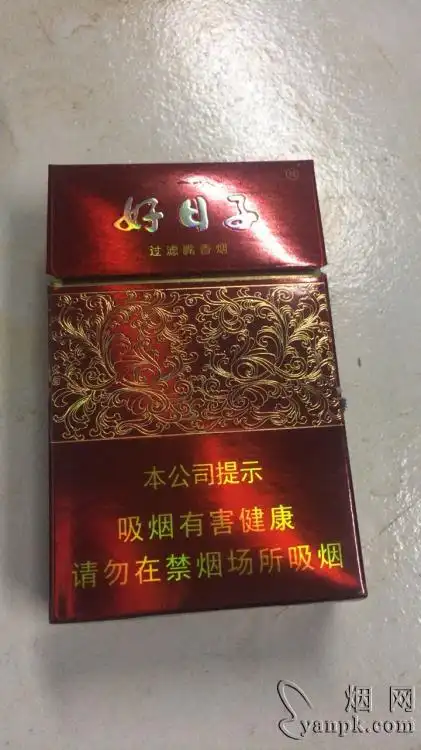 好日子
过滤嘴香烟
本公司提示
吸烟有害健康
请勿在禁烟场所吸烟
烟网
yanpk.com